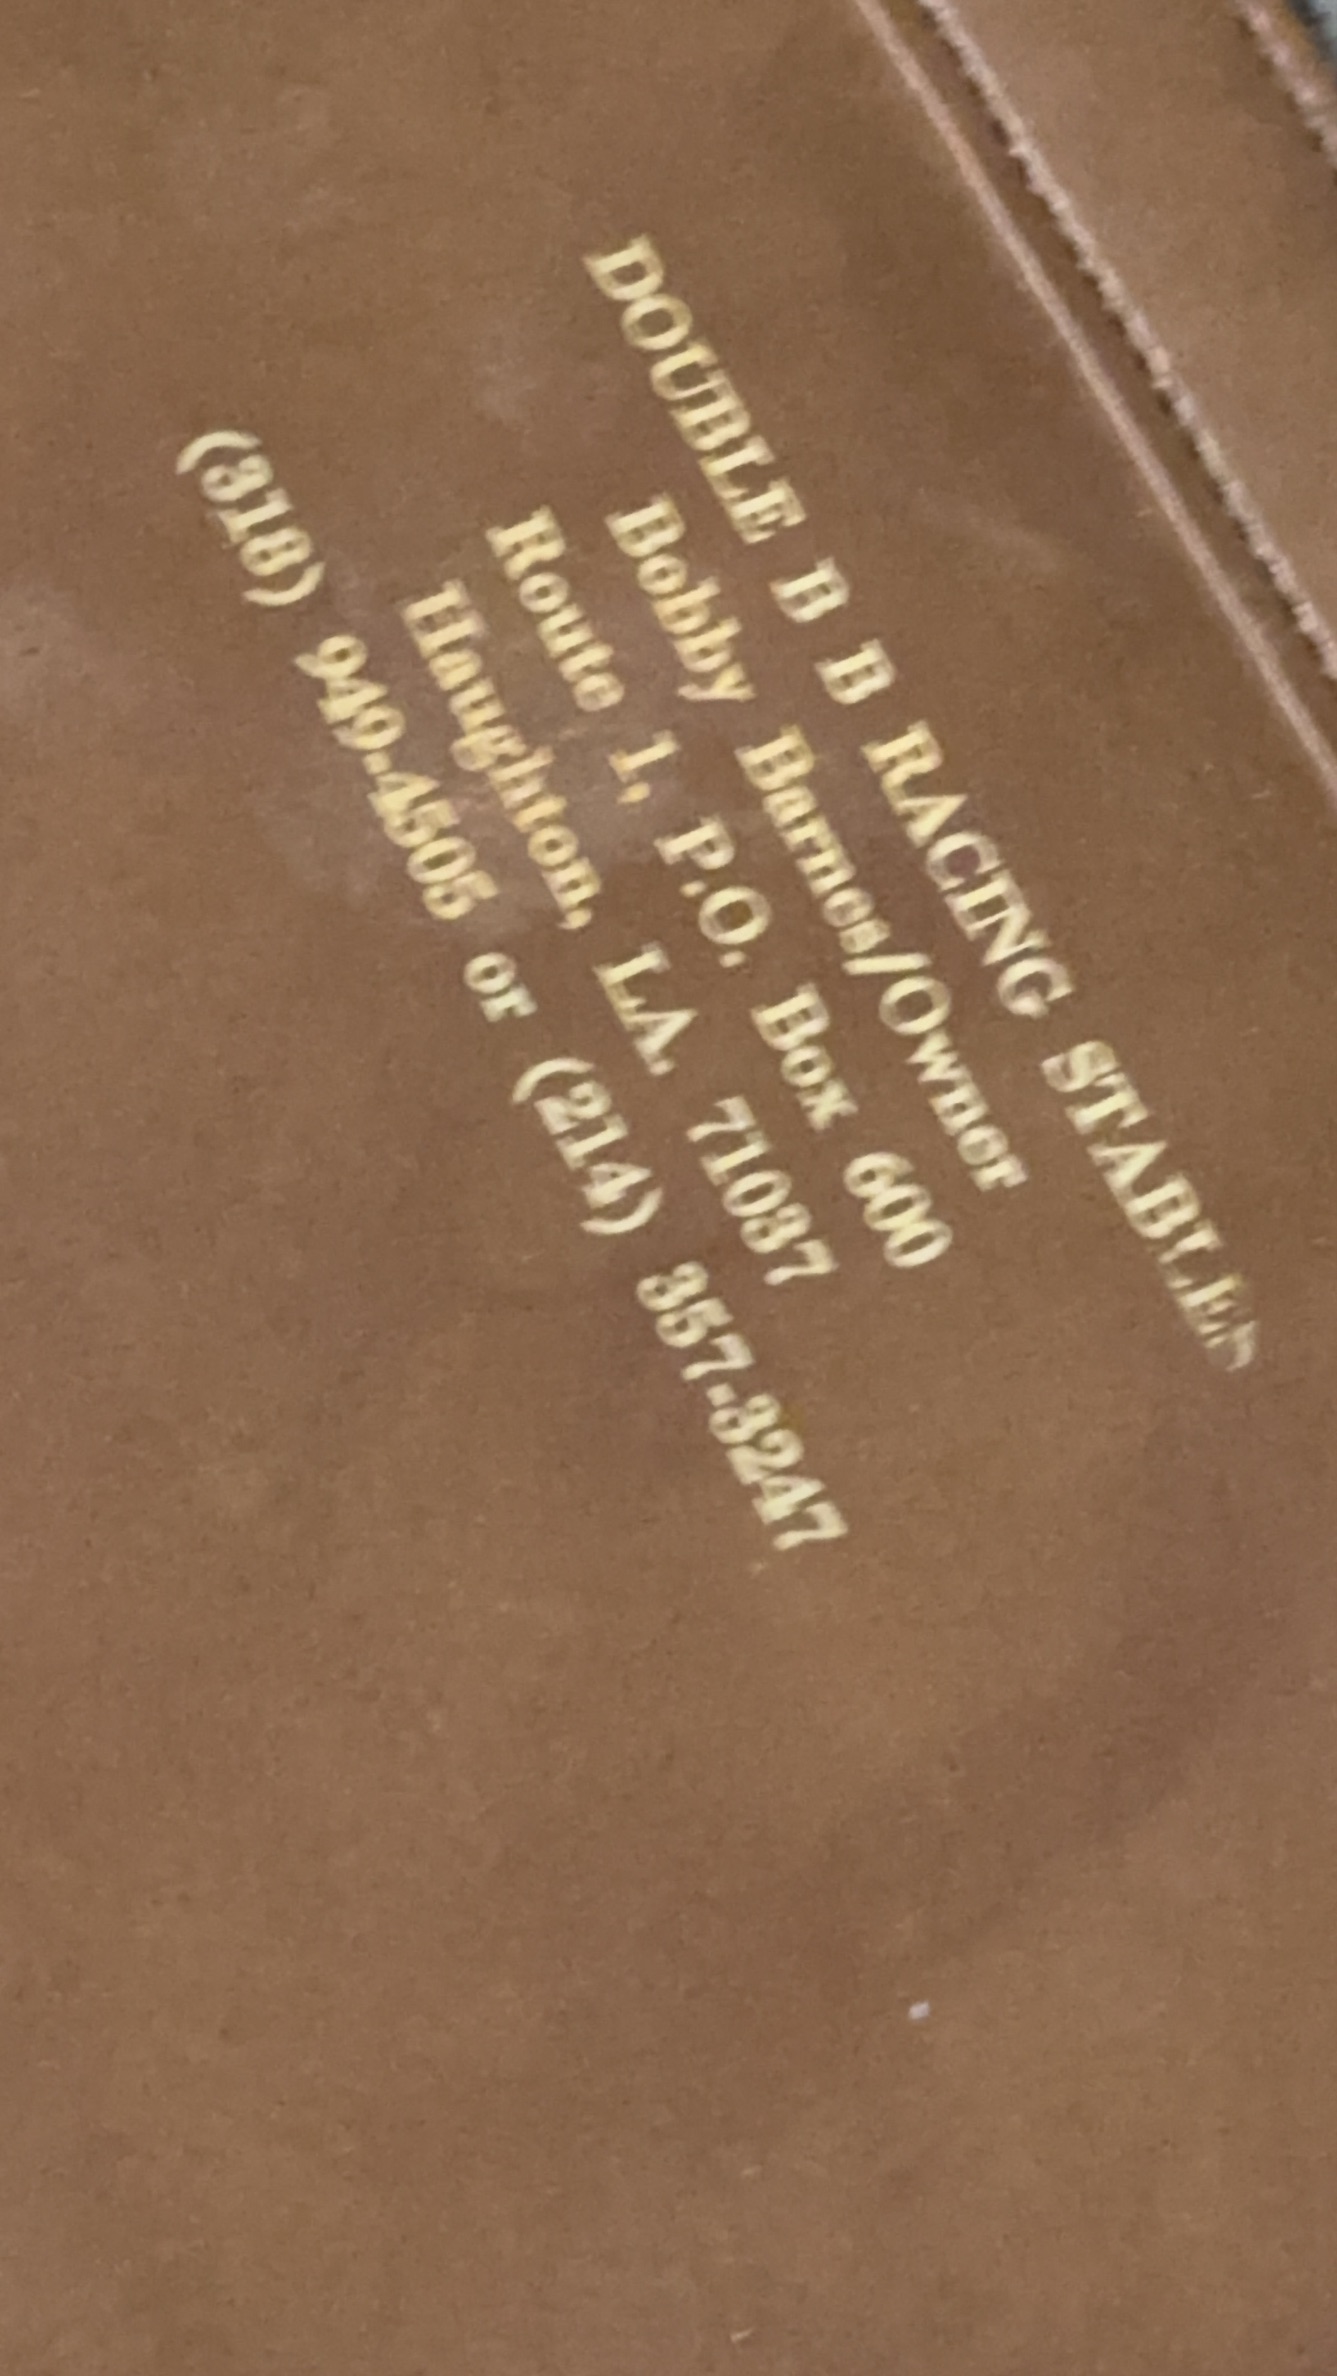 DOUBLE B B RACING STABLES
Bobby Barnes/Owner
Route 1, P.O. Box 600
Haughton, LA. 71037
(318) 949-4505 or (214) 357-3247